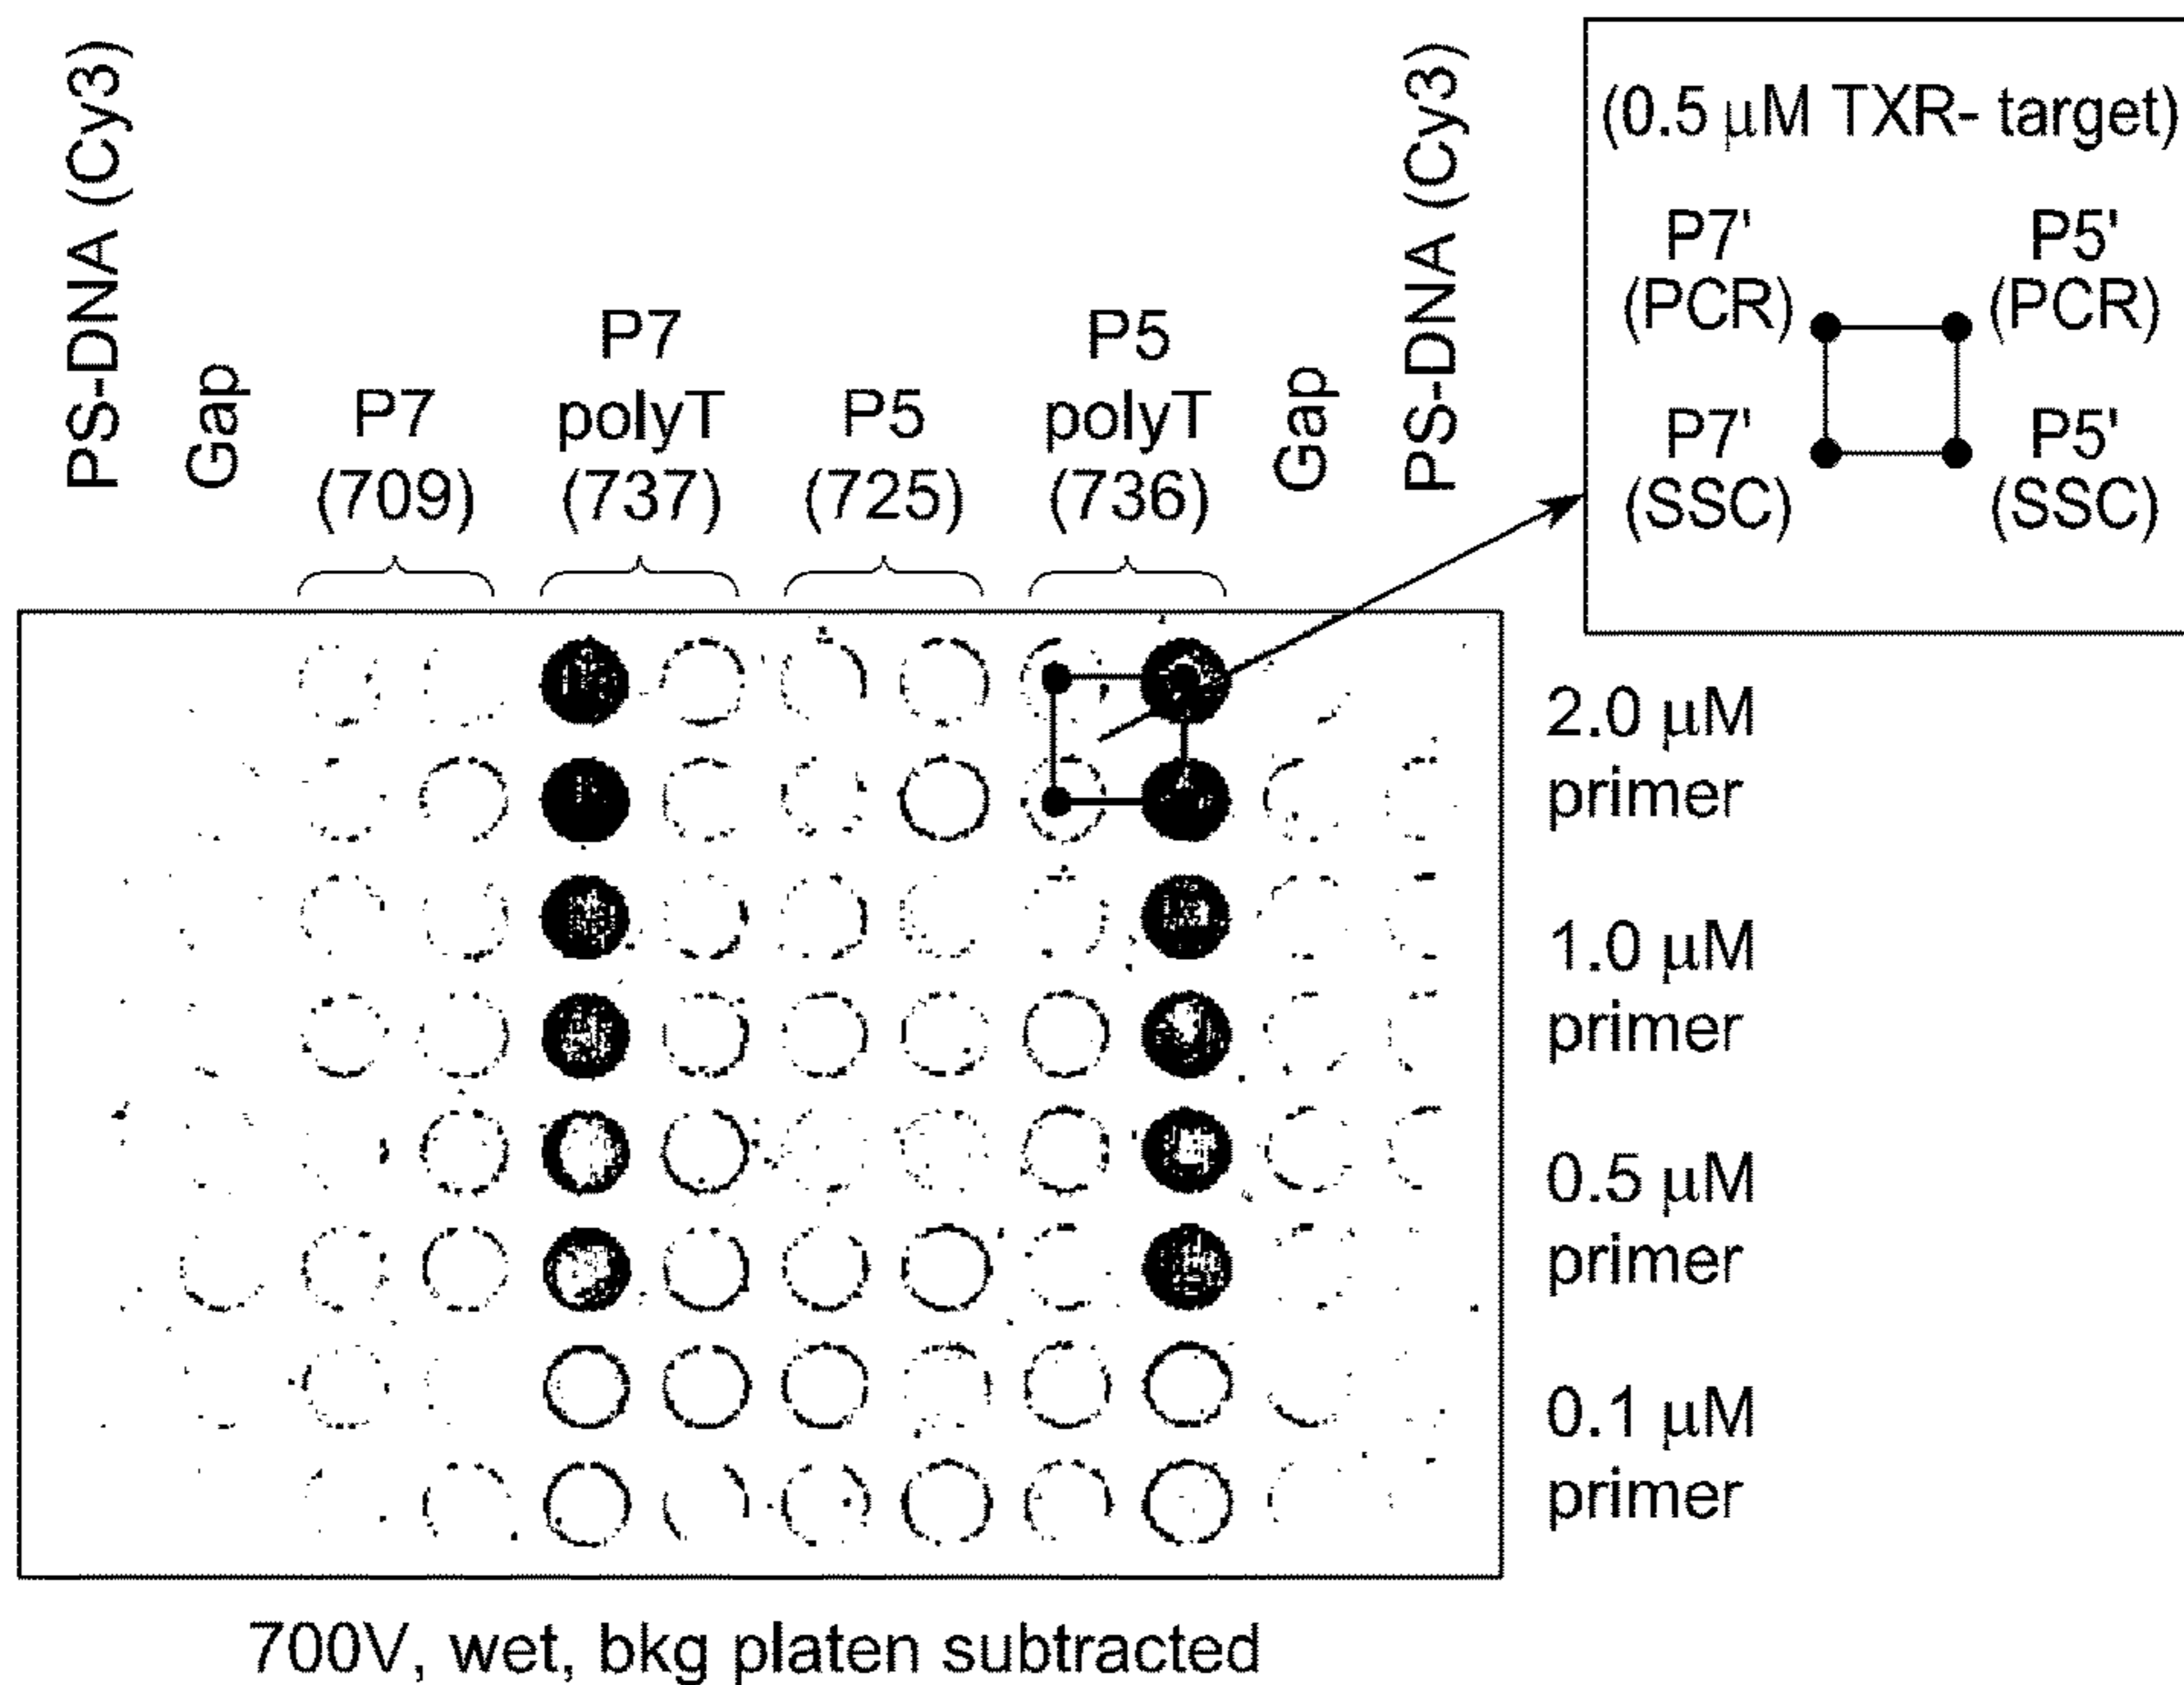 PS-DNA (Cy3)
Gap
P7
(709)
P7
polyT
(737)
P5
(725)
P5
polyT
(736)
Gap
PS-DNA (Cy3)
(0.5 μM TXR- target)
P7' P5'
(PCR) (PCR)
P7' P5'
(SSC) (SSC)
2.0 μM
primer
1.0 μM
primer
0.5 μM
primer
0.1 μM
primer
700V, wet, bkg platen subtracted